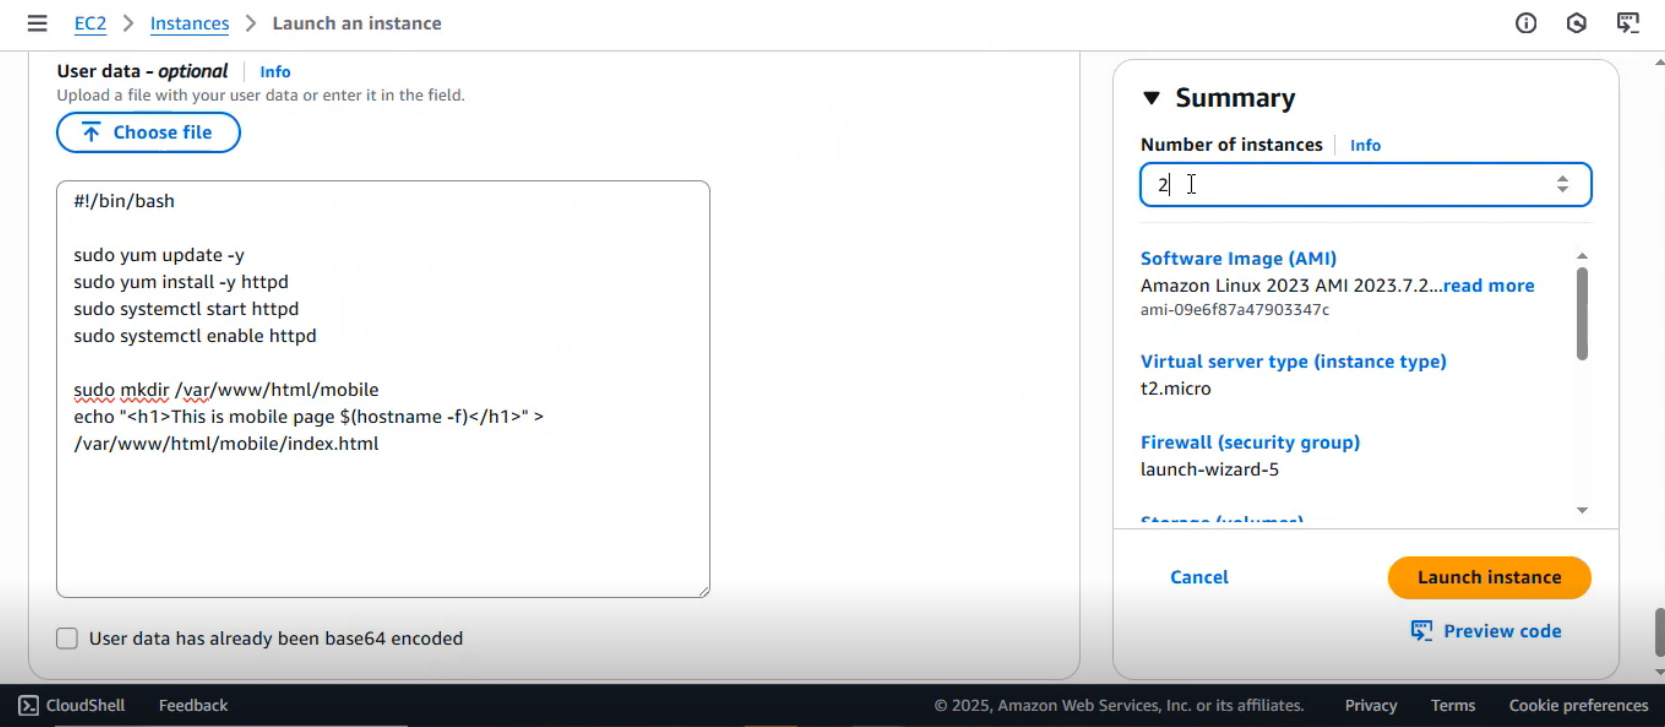 EC2 > Instances > Launch an instance
User data - optional | Info
Upload a file with your user data or enter it in the field.
Choose file
#!/bin/bash
sudo yum update -y
sudo yum install -y httpd
sudo systemctl start httpd
sudo systemctl enable httpd
sudo mkdir /var/www/html/mobile
echo "<h1>This is mobile page $(hostname -f)</h1>" >
/var/www/html/mobile/index.html
User data has already been base64 encoded
Summary
Number of instances | Info
2
Software Image (AMI)
Amazon Linux 2023 AMI 2023.7.2...read more
ami-09e6f87a47903347c
Virtual server type (instance type)
t2.micro
Firewall (security group)
launch-wizard-5
Storage (volumes)
Cancel
Launch instance
Preview code
CloudShell Feedback © 2025, Amazon Web Services, Inc. or its affiliates. Privacy Terms Cookie preferences